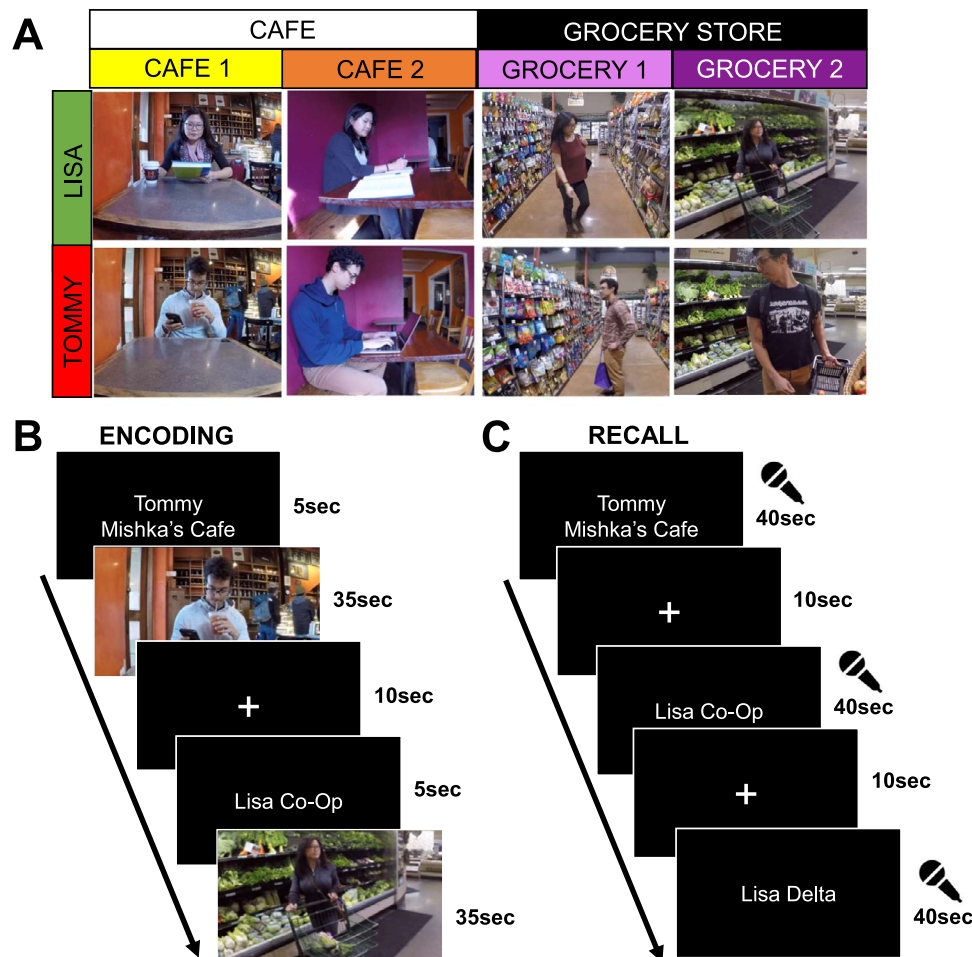 A
CAFE
GROCERY STORE
CAFE 1
CAFE 2
GROCERY 1
GROCERY 2
LISA
TOMMY
B
ENCODING
Tommy
Mishka's Cafe
5sec
35sec
+
10sec
Lisa Co-Op
5sec
35sec
C
RECALL
Tommy
Mishka's Cafe
40sec
+
10sec
Lisa Co-Op
40sec
+
10sec
Lisa Delta
40sec